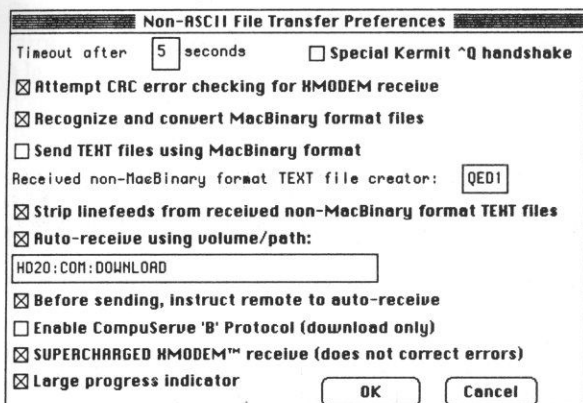 Non-ASCII File Transfer Preferences
Timeout after 5 seconds Special Kermit ^Q handshake
Attempt CRC error checking for XMODEM receive
Recognize and convert MacBinary format files
Send TEXT files using MacBinary format
Received non-MacBinary format TEXT file creator: QED1
Strip linefeeds from received non-MacBinary format TEXT files
Auto-receive using volume/path:
HD20:COM:DOWNLOAD
Before sending, instruct remote to auto-receive
Enable CompuServe 'B' Protocol (download only)
SUPERCHARGED XMODEM™ receive (does not correct errors)
Large progress indicator
OK Cancel